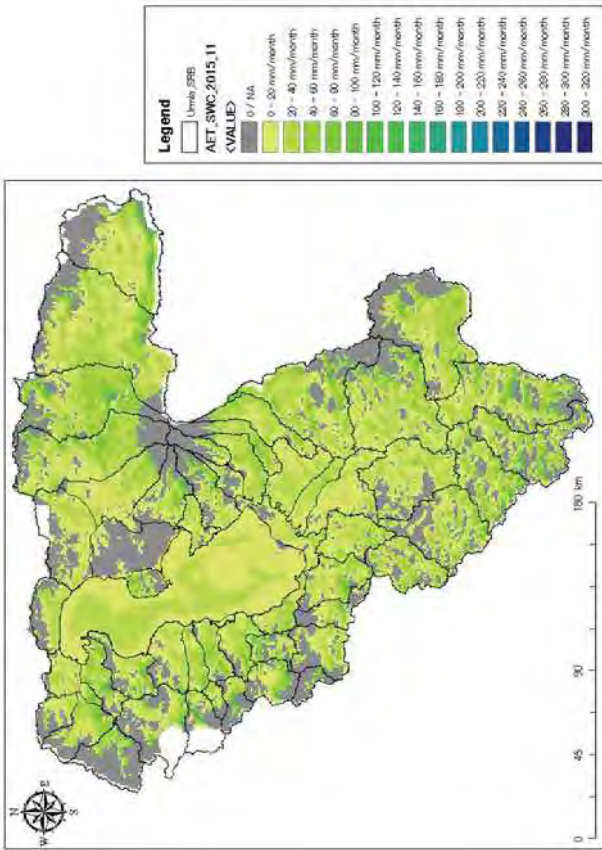 N
W E
S
Legend
Urmia_SRB
AET_SWC_2015_11
<VALUE>
0 / NA
0 - 20 mm/month
20 - 40 mm/month
40 - 60 mm/month
60 - 80 mm/month
80 - 100 mm/month
100 - 120 mm/month
120 - 140 mm/month
140 - 160 mm/month
160 - 180 mm/month
180 - 200 mm/month
200 - 220 mm/month
220 - 240 mm/month
240 - 260 mm/month
260 - 280 mm/month
280 - 300 mm/month
300 - 320 mm/month
0 45 90 180 km